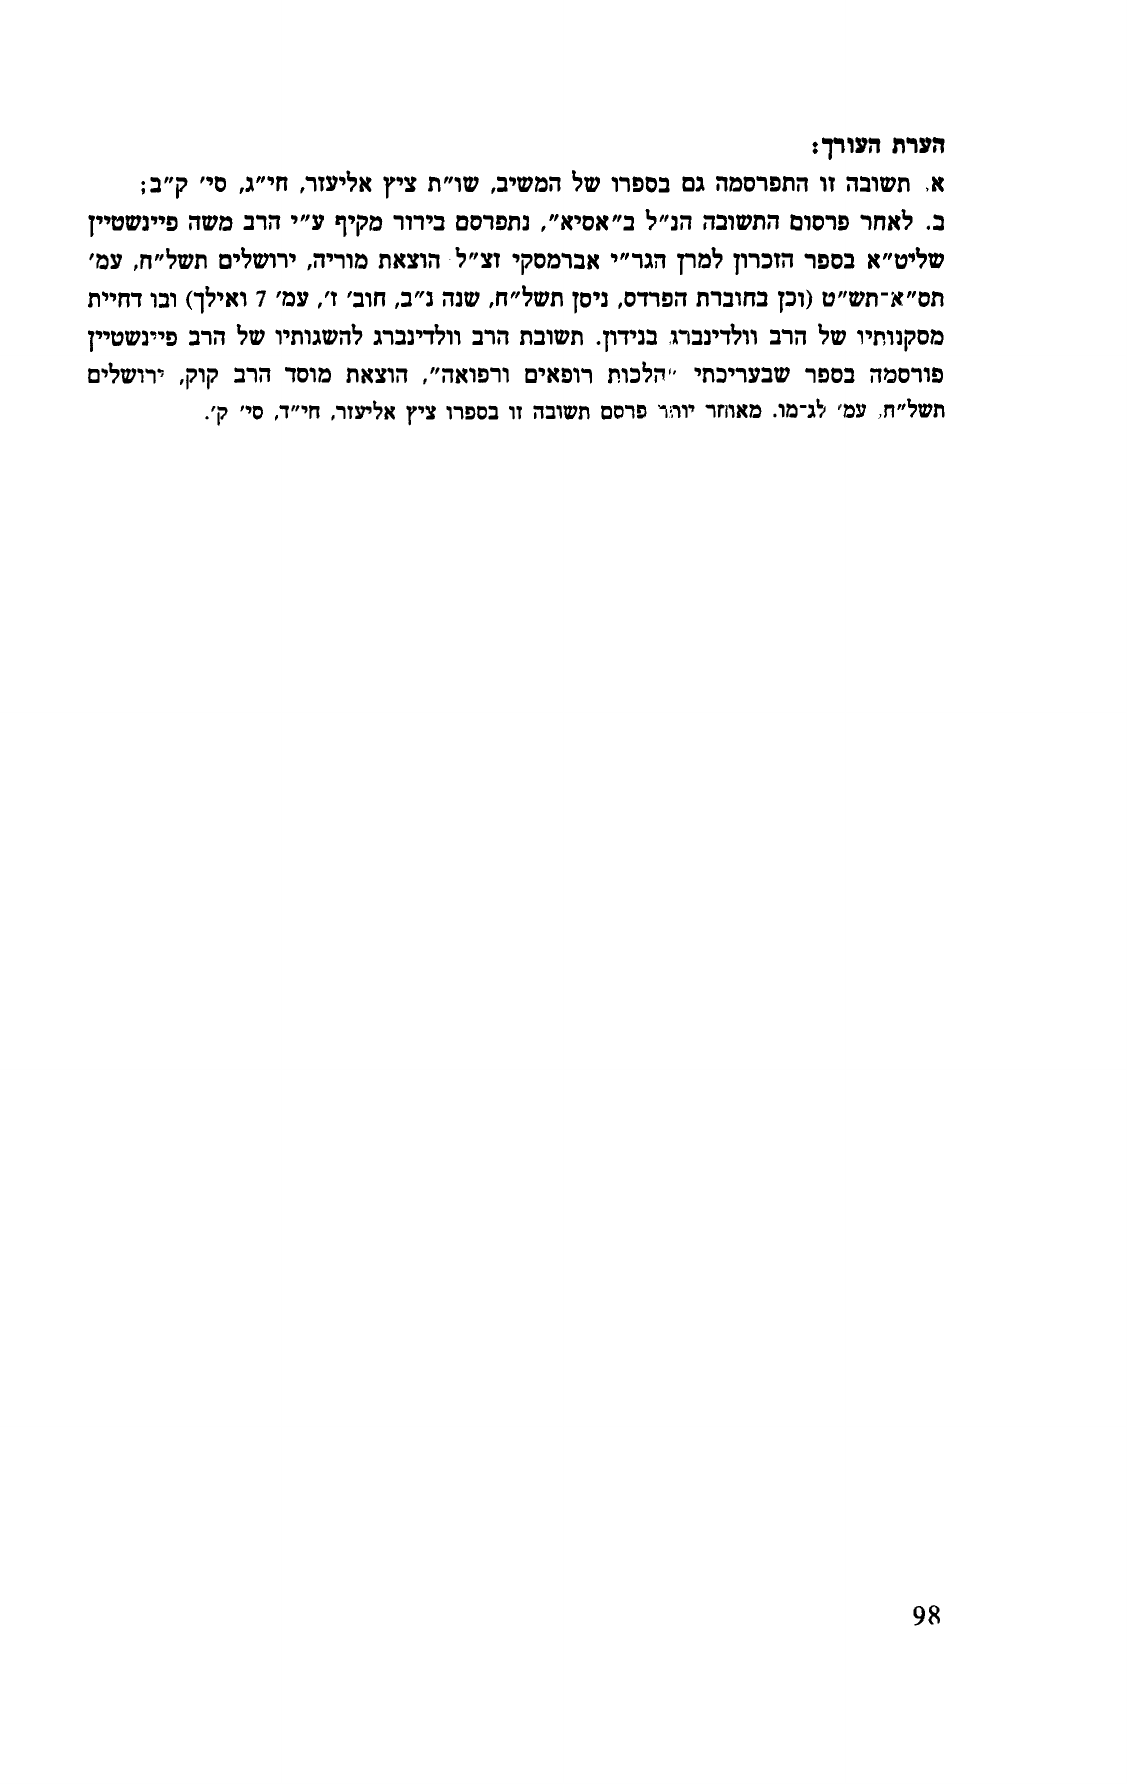 הערת העורך:
א. תשובה זו התפרסמה גם בספרו של המשיב, שו״ת ציץ אליעזר, חי״ג, סי׳ ק״ב;
ב. לאחר פרסום התשובה הנ״ל ב״אסיא״, נתפרסם בירור מקיף ע״י הרב משה פיינשטיין
שליט״א בספר הזכרון למרן הגר״י אברמסקי זצ״ל הוצאת מוריה, ירושלים תשל״ח, עמ׳
תס״א-תש״ט (וכן בחוברת הפרדס, ניסן תשל״ח, שנה נ״ב, חוב׳ ז׳, עמ׳ 7 ואילך) ובו דחיית
מסקנותיו של הרב וולדינברג בנידון. תשובת הרב וולדינברג להשגותיו של הרב פיינשטיין
פורסמה בספר שבעריכתי ״הלכות רופאים ורפואה״, הוצאת מוסד הרב קוק, ירושלים
תשל״ח, עמ׳ לג-מו. מאוחר יותר פרסם תשובה זו בספרו ציץ אליעזר, חי״ד, סי׳ ק׳.
98